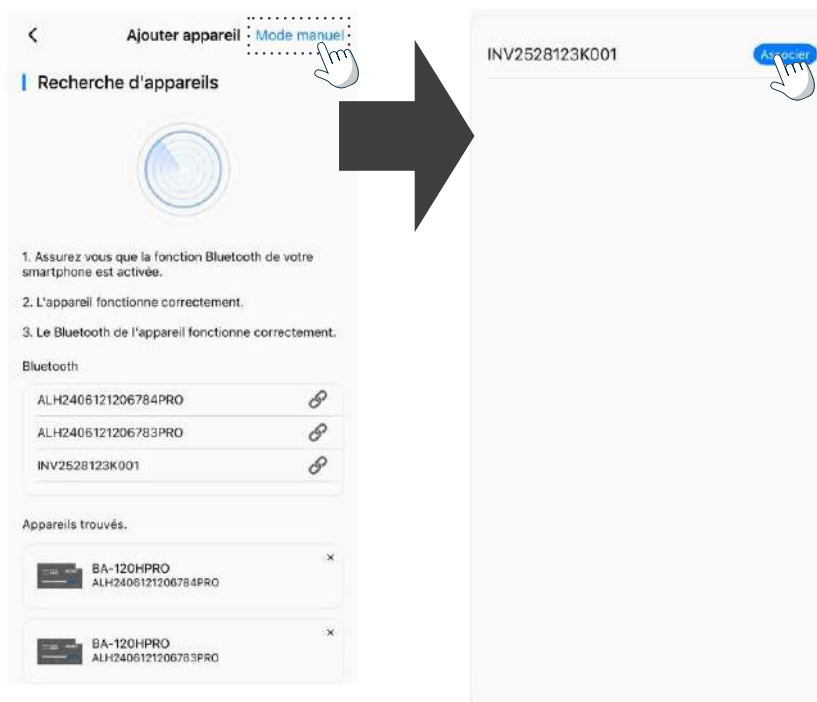 Ajouter appareil
Mode manuel
Recherche d'appareils
1. Assurez vous que la fonction Bluetooth de votre
smartphone est activée.
2. L'appareil fonctionne correctement.
3. Le Bluetooth de l'appareil fonctionne correctement.
Bluetooth
ALH2406121206784PRO
ALH2406121206783PRO
INV2528123K001
Appareils trouvés.
BA-120HPRO
ALH2406121206784PRO
BA-120HPRO
ALH2406121206783PRO
INV2528123K001
Associer